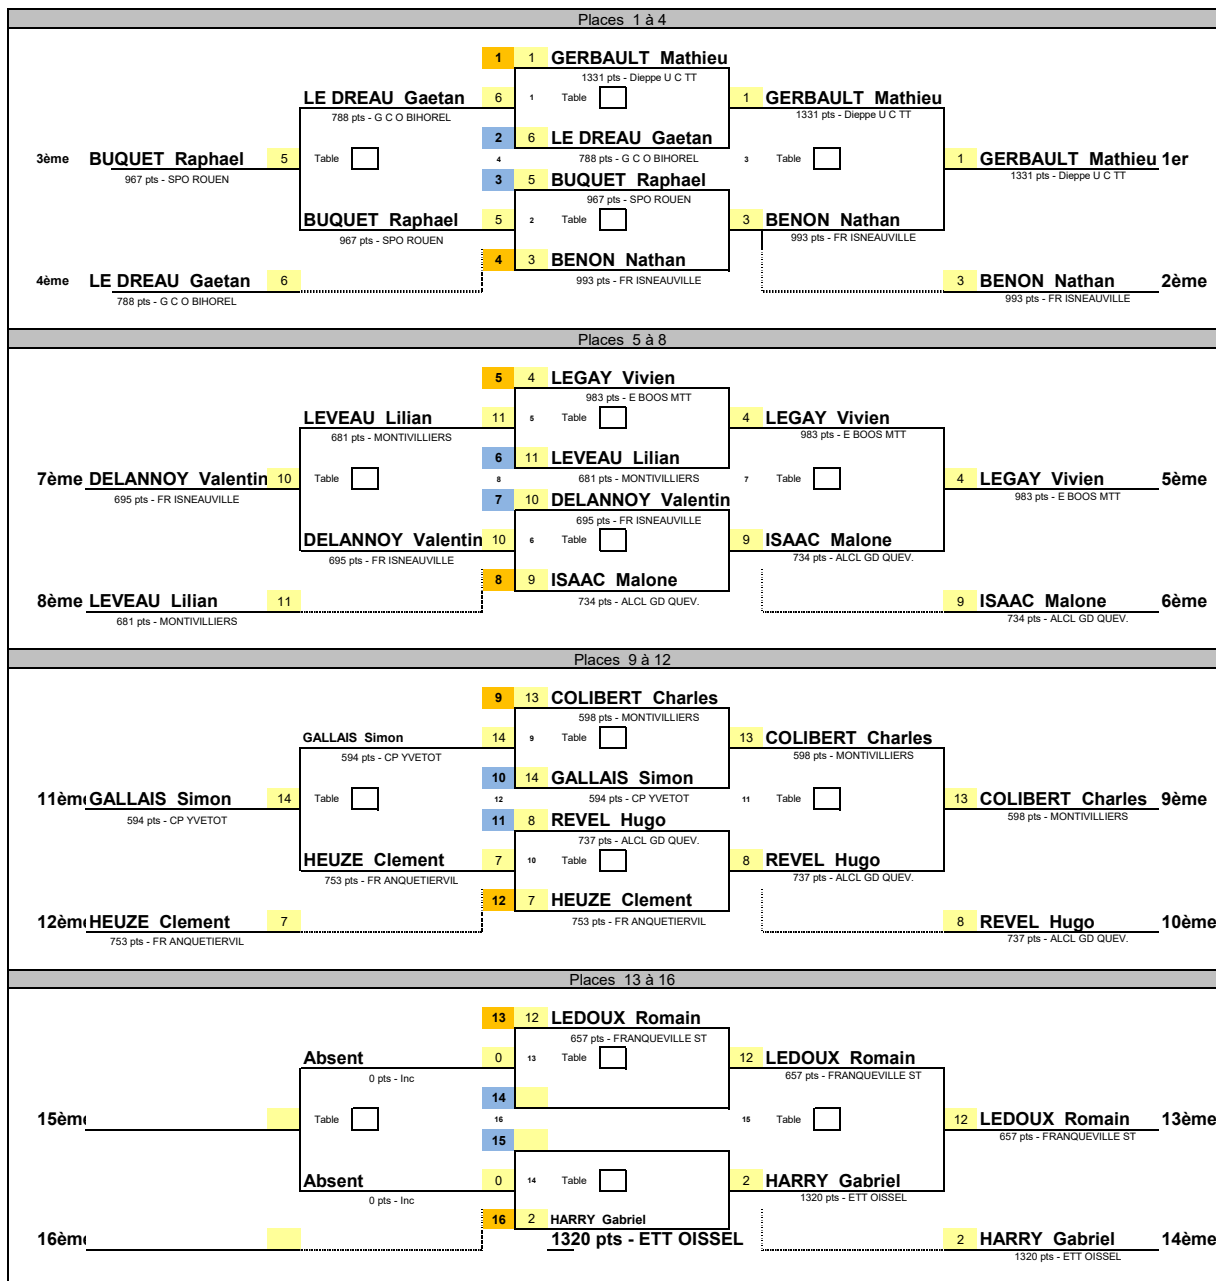 Places 1 à 4
1 1 GERBAULT Mathieu
1331 pts - Dieppe U C TT
LE DREAU Gaetan 6 1 Table 1 GERBAULT Mathieu
788 pts - G C O BIHOREL 1331 pts - Dieppe U C TT
2 6 LE DREAU Gaetan
3ème BUQUET Raphael 5 Table 4 788 pts - G C O BIHOREL 3 Table 1 GERBAULT Mathieu 1er
967 pts - SPO ROUEN 1331 pts - Dieppe U C TT
3 5 BUQUET Raphael
967 pts - SPO ROUEN
BUQUET Raphael 5 2 Table 3 BENON Nathan
967 pts - SPO ROUEN 993 pts - FR ISNEAUVILLE
4 3 BENON Nathan
4ème LE DREAU Gaetan 6 993 pts - FR ISNEAUVILLE 3 BENON Nathan 2ème
788 pts - G C O BIHOREL 993 pts - FR ISNEAUVILLE
Places 5 à 8
5 4 LEGAY Vivien
983 pts - E BOOS MTT
LEVEAU Lilian 11 5 Table 4 LEGAY Vivien
681 pts - MONTIVILLIERS 983 pts - E BOOS MTT
6 11 LEVEAU Lilian
7ème DELANNOY Valentin 10 Table 8 681 pts - MONTIVILLIERS 7 Table 4 LEGAY Vivien 5ème
695 pts - FR ISNEAUVILLE 983 pts - E BOOS MTT
7 10 DELANNOY Valentin
695 pts - FR ISNEAUVILLE
DELANNOY Valentin 10 6 Table 9 ISAAC Malone
695 pts - FR ISNEAUVILLE 734 pts - ALCL GD QUEV.
8 9 ISAAC Malone
8ème LEVEAU Lilian 11 734 pts - ALCL GD QUEV. 9 ISAAC Malone 6ème
681 pts - MONTIVILLIERS 734 pts - ALCL GD QUEV.
Places 9 à 12
9 13 COLIBERT Charles
598 pts - MONTIVILLIERS
GALLAIS Simon 14 9 Table 13 COLIBERT Charles
594 pts - CP YVETOT 598 pts - MONTIVILLIERS
10 14 GALLAIS Simon
11èm GALLAIS Simon 14 Table 12 594 pts - CP YVETOT 11 Table 13 COLIBERT Charles 9ème
594 pts - CP YVETOT 598 pts - MONTIVILLIERS
11 8 REVEL Hugo
737 pts - ALCL GD QUEV.
HEUZE Clement 7 10 Table 8 REVEL Hugo
753 pts - FR ANQUETIERVIL 737 pts - ALCL GD QUEV.
12 7 HEUZE Clement
12èm HEUZE Clement 7 753 pts - FR ANQUETIERVIL 8 REVEL Hugo 10ème
753 pts - FR ANQUETIERVIL 737 pts - ALCL GD QUEV.
Places 13 à 16
13 12 LEDOUX Romain
657 pts - FRANQUEVILLE ST
Absent 0 13 Table 12 LEDOUX Romain
0 pts - Inc 657 pts - FRANQUEVILLE ST
14
15ème Table 16 15 Table 12 LEDOUX Romain 13ème
657 pts - FRANQUEVILLE ST
15
Absent 0 14 Table 2 HARRY Gabriel
0 pts - Inc 1320 pts - ETT OISSEL
16 2 HARRY Gabriel
16ème 1320 pts - ETT OISSEL 2 HARRY Gabriel 14ème
1320 pts - ETT OISSEL